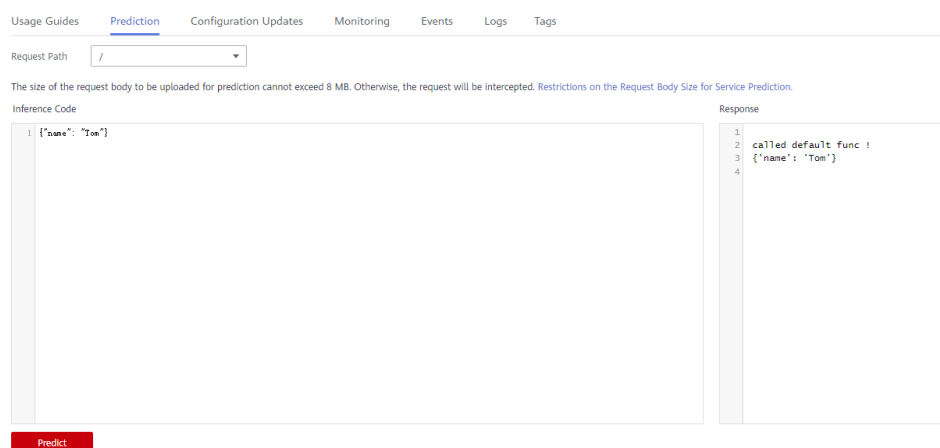 Usage Guides Prediction Configuration Updates Monitoring Events Logs Tags
Request Path /
The size of the request body to be uploaded for prediction cannot exceed 8 MB. Otherwise, the request will be intercepted. Restrictions on the Request Body Size for Service Prediction.
Inference Code Response
1 {"name": "Tom"}
1
2 called default func !
3 {'name': 'Tom'}
4
Predict